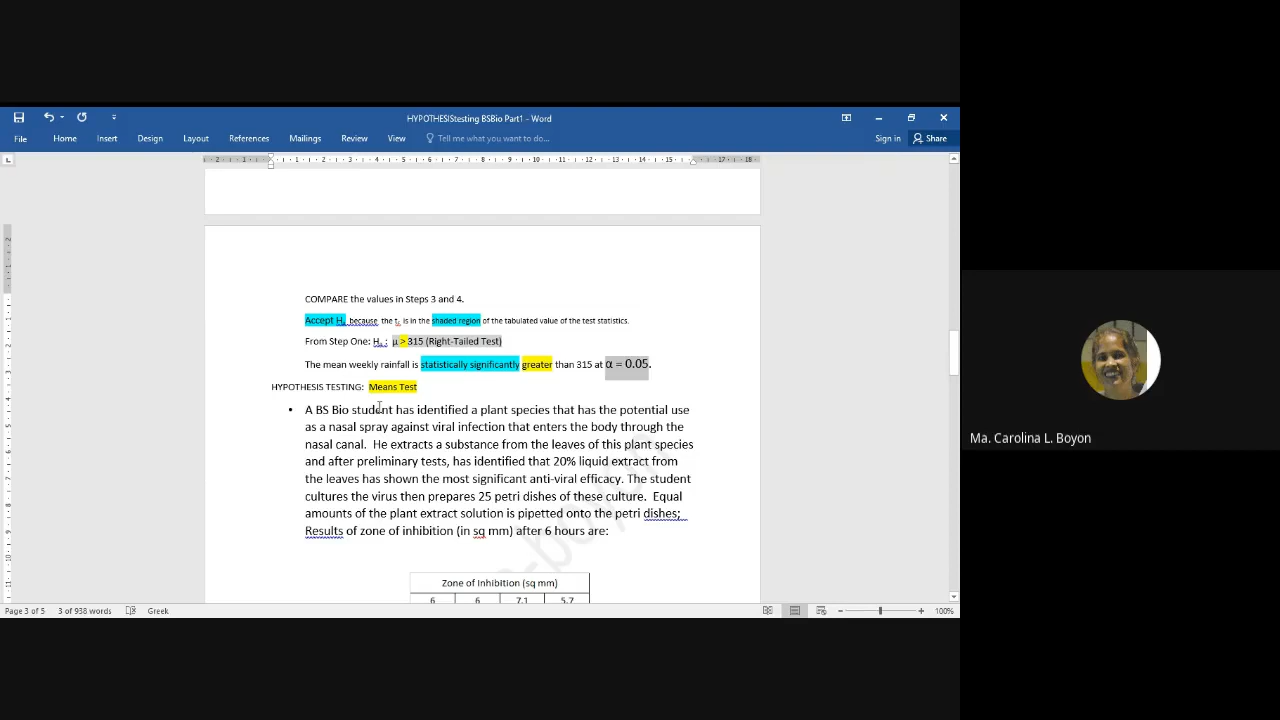 HYPOTHESIStesting BSBio Part1 - Word
File Home Insert Design Layout References Mailings Review View Tell me what you want to do... Sign in Share
COMPARE the values in Steps 3 and 4.
Accept Ha because the tc is in the shaded region of the tabulated value of the test statistics.
From Step One: Ha : μ > 315 (Right-Tailed Test)
The mean weekly rainfall is statistically significantly greater than 315 at α = 0.05.
HYPOTHESIS TESTING: Means Test
• A BS Bio student has identified a plant species that has the potential use
as a nasal spray against viral infection that enters the body through the
nasal canal. He extracts a substance from the leaves of this plant species
and after preliminary tests, has identified that 20% liquid extract from
the leaves has shown the most significant anti-viral efficacy. The student
cultures the virus then prepares 25 petri dishes of these culture. Equal
amounts of the plant extract solution is pipetted onto the petri dishes;
Results of zone of inhibition (in sq mm) after 6 hours are:
Zone of Inhibition (sq mm)
6 6 7.1 5.7
Page 3 of 5 3 of 938 words Greek 100%
Ma. Carolina L. Boyon